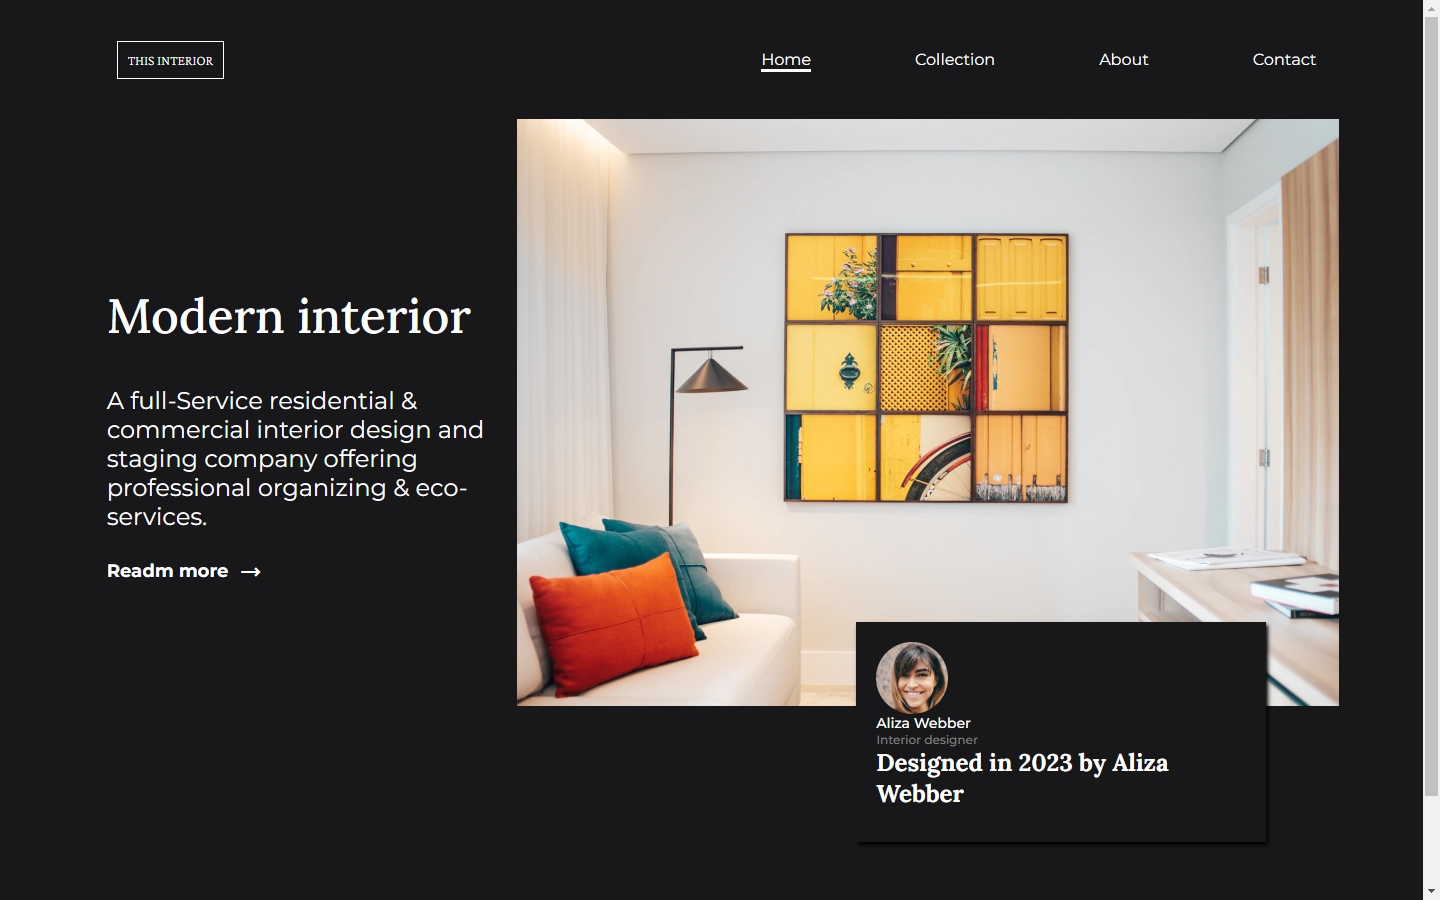 THIS INTERIOR
Home
Collection
About
Contact
Modern interior
A full-Service residential &
commercial interior design and
staging company offering
professional organizing & eco-
services.
Readm more
Aliza Webber
Interior designer
Designed in 2023 by Aliza
Webber